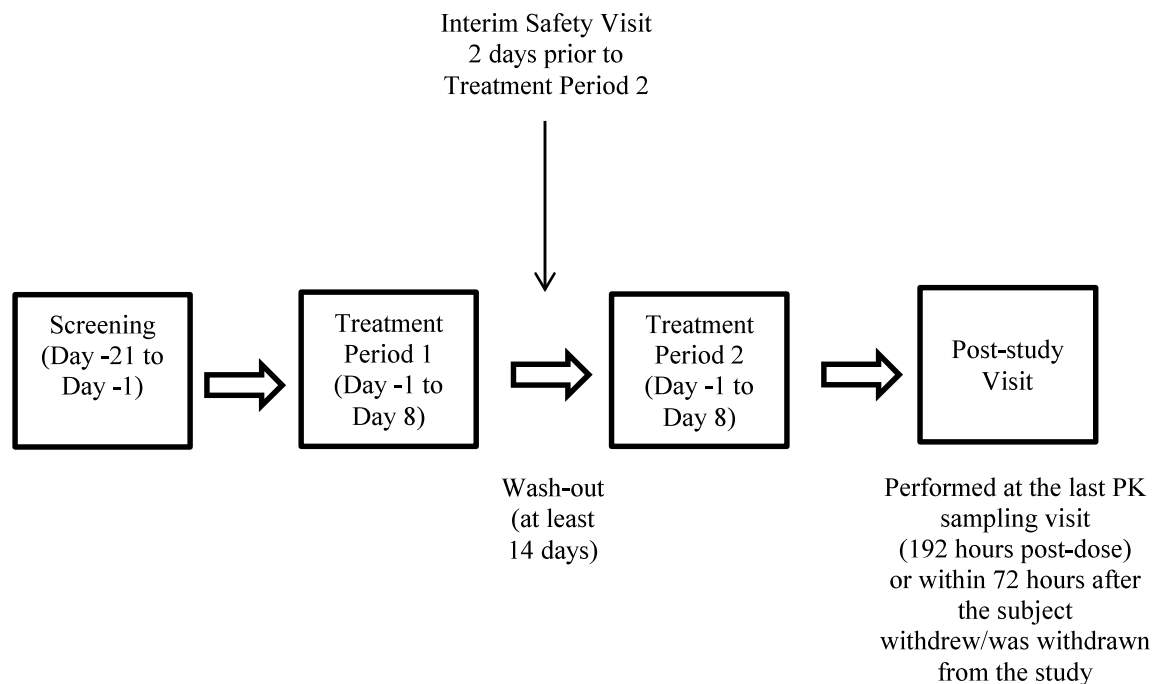 Interim Safety Visit
2 days prior to
Treatment Period 2
Screening
(Day -21 to
Day -1)
Treatment
Period 1
(Day -1 to
Day 8)
Treatment
Period 2
(Day -1 to
Day 8)
Post-study
Visit
Wash-out
(at least
14 days)
Performed at the last PK
sampling visit
(192 hours post-dose)
or within 72 hours after
the subject
withdrew/was withdrawn
from the study